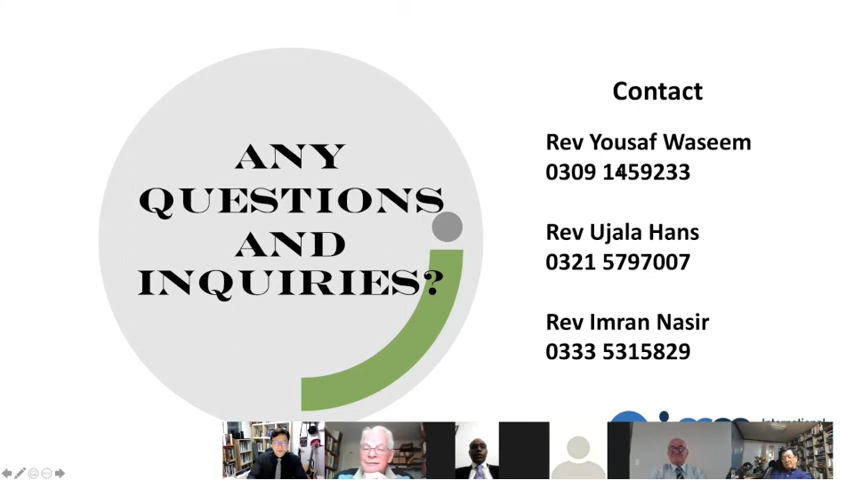 ANY
QUESTIONS
AND
INQUIRIES?
Contact
Rev Yousaf Waseem
0309 1459233
Rev Ujala Hans
0321 5797007
Rev Imran Nasir
0333 5315829